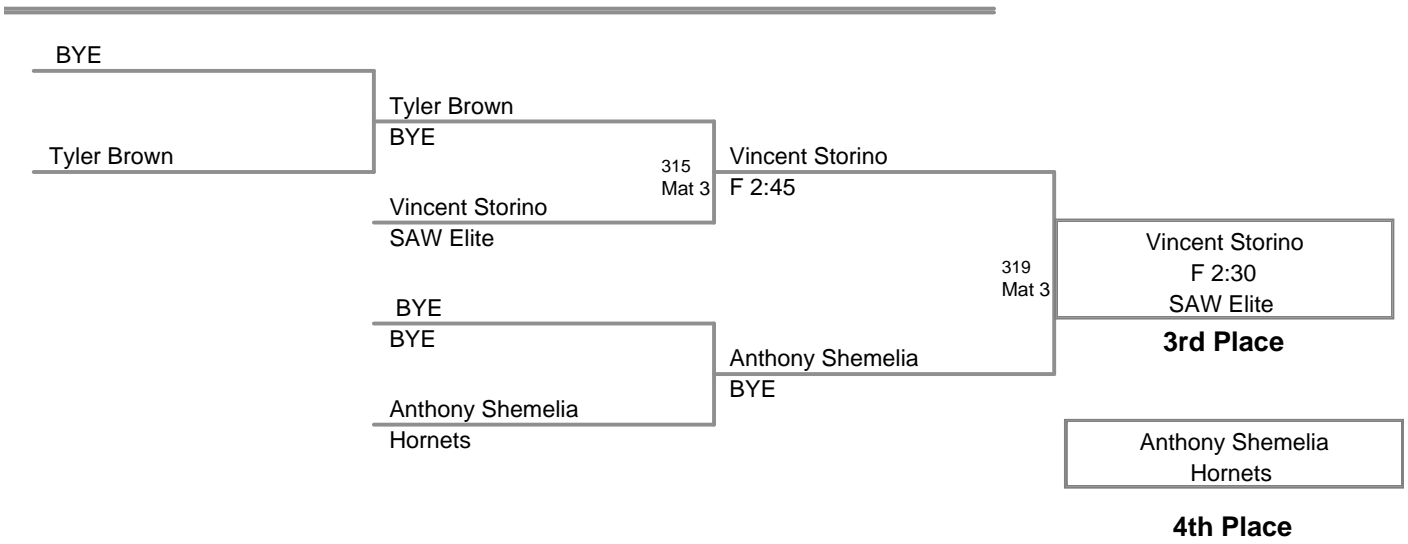 BYE
Tyler Brown
Tyler Brown
BYE
315
Mat 3
Vincent Storino
SAW Elite
Vincent Storino
F 2:45
BYE
BYE
Anthony Shemelia
Hornets
Anthony Shemelia
BYE
319
Mat 3
Vincent Storino
F 2:30
SAW Elite
3rd Place
Anthony Shemelia
Hornets
4th Place